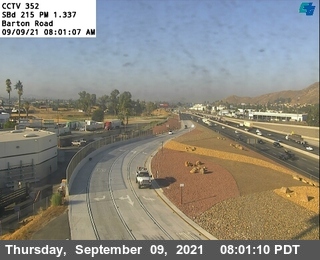 CCTV 352
SBd 215 PM 1.337
Barton Road
09/09/21 08:01:07 AM
Thursday, September 09, 2021 08:01:10 PDT